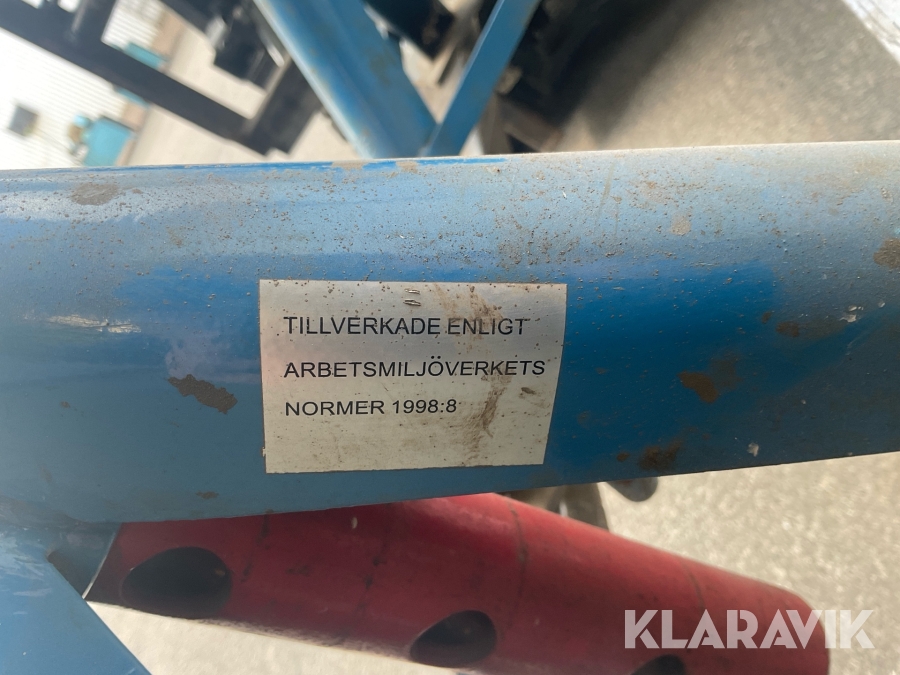 TILLVERKADE ENLIGT
ARBETSMILJÖVERKETS
NORMER 1998:8
KLARAVIK